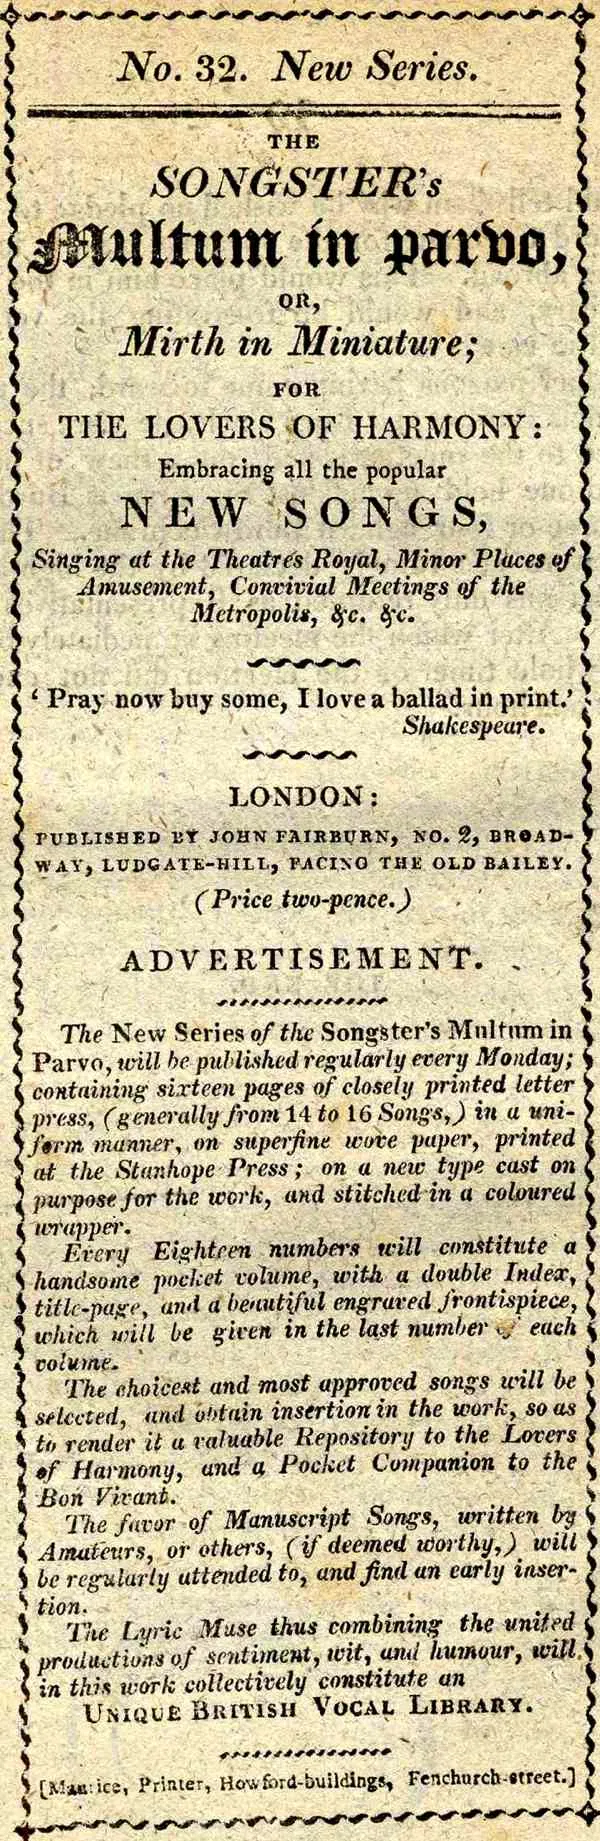 No. 32. New Series.
THE
SONGSTER's
Multum in parvo,
OR,
Mirth in Miniature;
FOR
THE LOVERS OF HARMONY:
Embracing all the popular
NEW SONGS,
Singing at the Theatres Royal, Minor Places of
Amusement, Convivial Meetings of the
Metropolis, &c. &c.
‘ Pray now buy some, I love a ballad in print.’
Shakespeare.
LONDON:
PUBLISHED BY JOHN FAIRBURN, NO. 2, BROAD-
WAY, LUDGATE-HILL, FACING THE OLD BAILEY.
(Price two-pence.)
ADVERTISEMENT.
The New Series of the Songster's Multum in
Parvo, will be published regularly every Monday;
containing sixteen pages of closely printed letter
press, (generally from 14 to 16 Songs,) in a uni-
form manner, on superfine wove paper, printed
at the Stanhope Press; on a new type cast on
purpose for the work, and stitched in a coloured
wrapper.
Every Eighteen numbers will constitute a
handsome pocket volume, with a double Index,
title-page, and a beautiful engraved frontispiece,
which will be given in the last number of each
volume.
The choicest and most approved songs will be
selected, and obtain insertion in the work, so as
to render it a valuable Repository to the Lovers
of Harmony, and a Pocket Companion to the
Bon Vivant.
The favor of Manuscript Songs, written by
Amateurs, or others, (if deemed worthy,) will
be regularly attended to, and find an early inser-
tion.
The Lyric Muse thus combining the united
productions of sentiment, wit, and humour, will
in this work collectively constitute an
UNIQUE BRITISH VOCAL LIBRARY.
[Maurice, Printer, Howford-buildings, Fenchurch-street.]